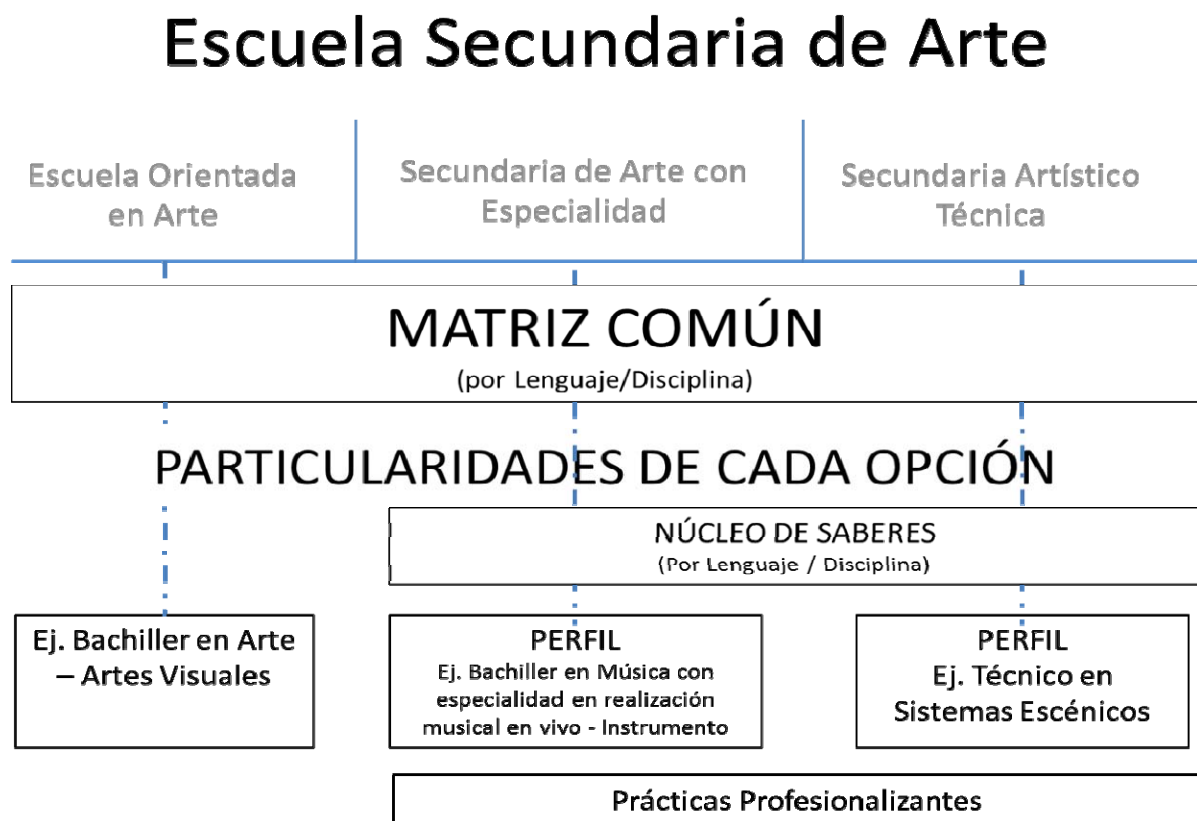 Escuela Secundaria de Arte
Escuela Orientada
en Arte
Secundaria de Arte con
Especialidad
Secundaria Artístico
Técnica
MATRIZ COMÚN
(por Lenguaje/Disciplina)
PARTICULARIDADES DE CADA OPCIÓN
NÚCLEO DE SABERES
(Por Lenguaje / Disciplina)
Ej. Bachiller en Arte
– Artes Visuales
PERFIL
Ej. Bachiller en Música con
especialidad en realización
musical en vivo - Instrumento
PERFIL
Ej. Técnico en
Sistemas Escénicos
Prácticas Profesionalizantes